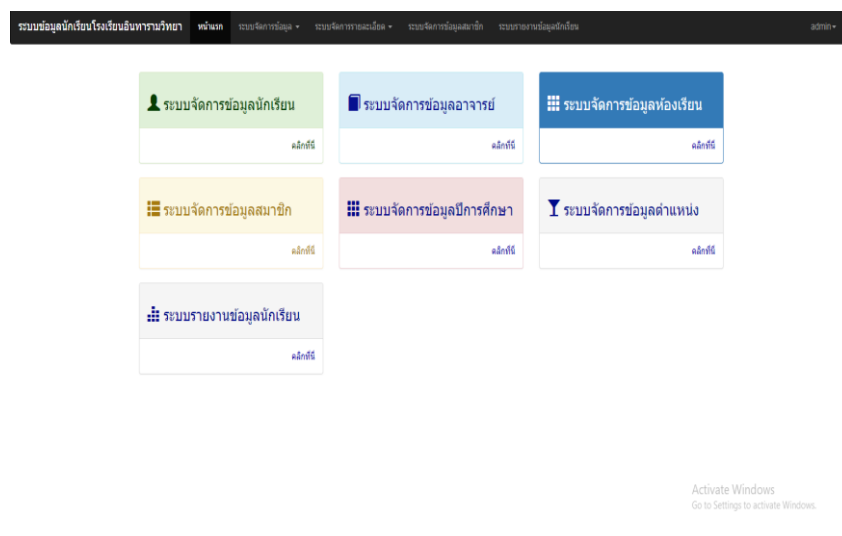 ระบบข้อมูลนักเรียนโรงเรียนอินทารามวิทยา หน้าแรก ระบบจัดการข้อมูล ระบบจัดการรายละเอียด ระบบจัดการข้อมูลสมาชิก ระบบรายงานข้อมูลนักเรียน admin
ระบบจัดการข้อมูลนักเรียน
คลิกที่นี่
ระบบจัดการข้อมูลอาจารย์
คลิกที่นี่
ระบบจัดการข้อมูลห้องเรียน
คลิกที่นี่
ระบบจัดการข้อมูลสมาชิก
คลิกที่นี่
ระบบจัดการข้อมูลปีการศึกษา
คลิกที่นี่
ระบบจัดการข้อมูลตำแหน่ง
คลิกที่นี่
ระบบรายงานข้อมูลนักเรียน
คลิกที่นี่
Activate Windows
Go to Settings to activate Windows.